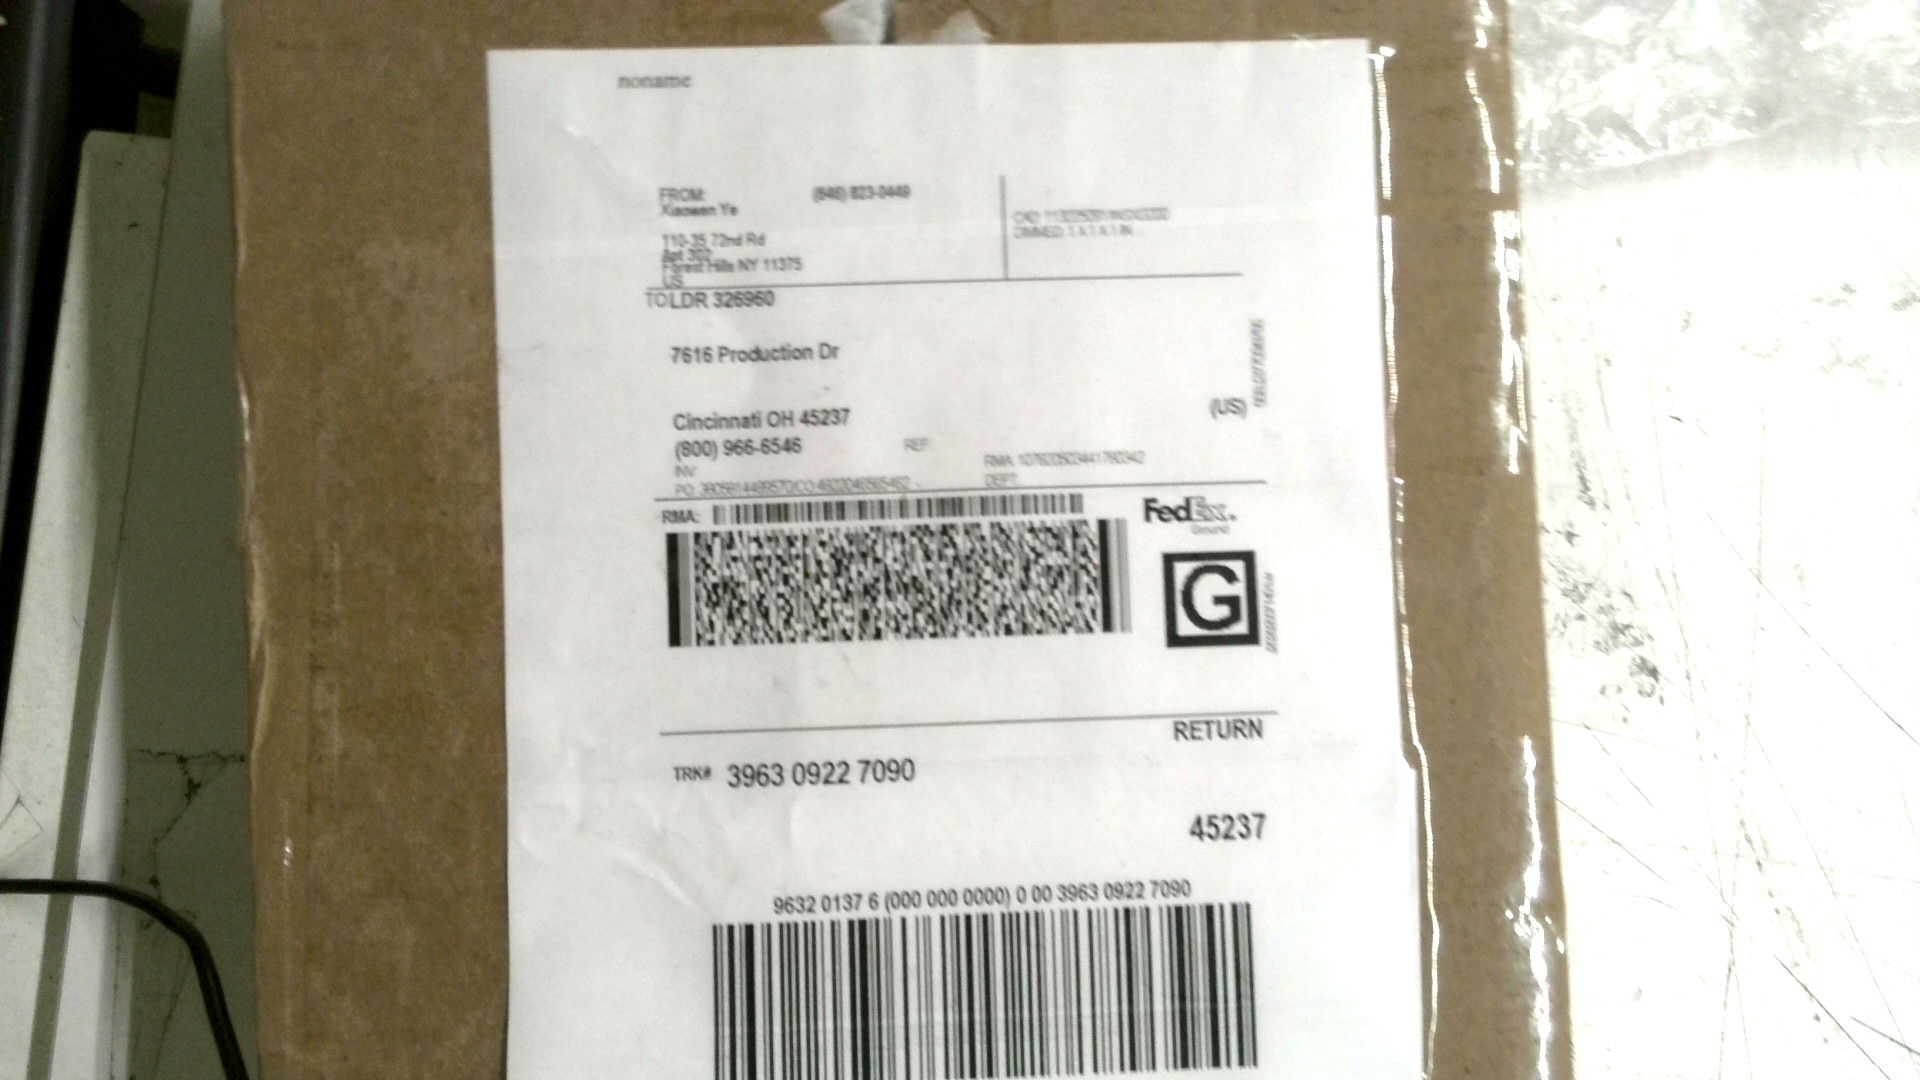 noname
FROM: (646) 823-0449
Xiaowen Ye
110-35 72nd Rd
Apt 302
Forest Hills NY 11375
US
TO LDR 326960
7616 Production Dr
Cincinnati OH 45237
(US)
(800) 966-6546
REF
INV
PO
DEPT
RMA:
FedEx
Ground
G
RETURN
TRK# 3963 0922 7090
45237
9632 0137 6 (000 000 0000) 0 00 3963 0922 7090